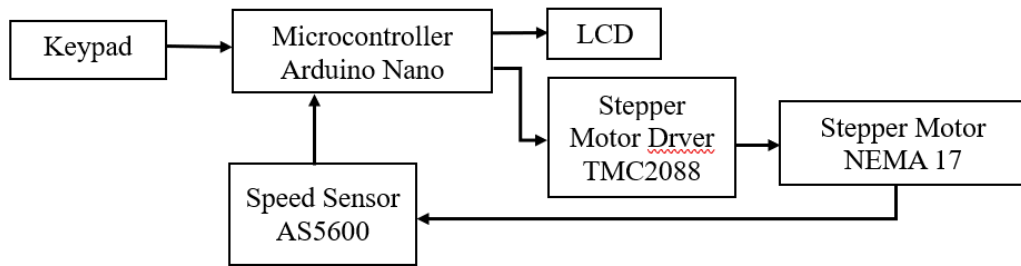 Keypad
Microcontroller
Arduino Nano
LCD
Stepper
Motor Drver
TMC2088
Stepper Motor
NEMA 17
Speed Sensor
AS5600